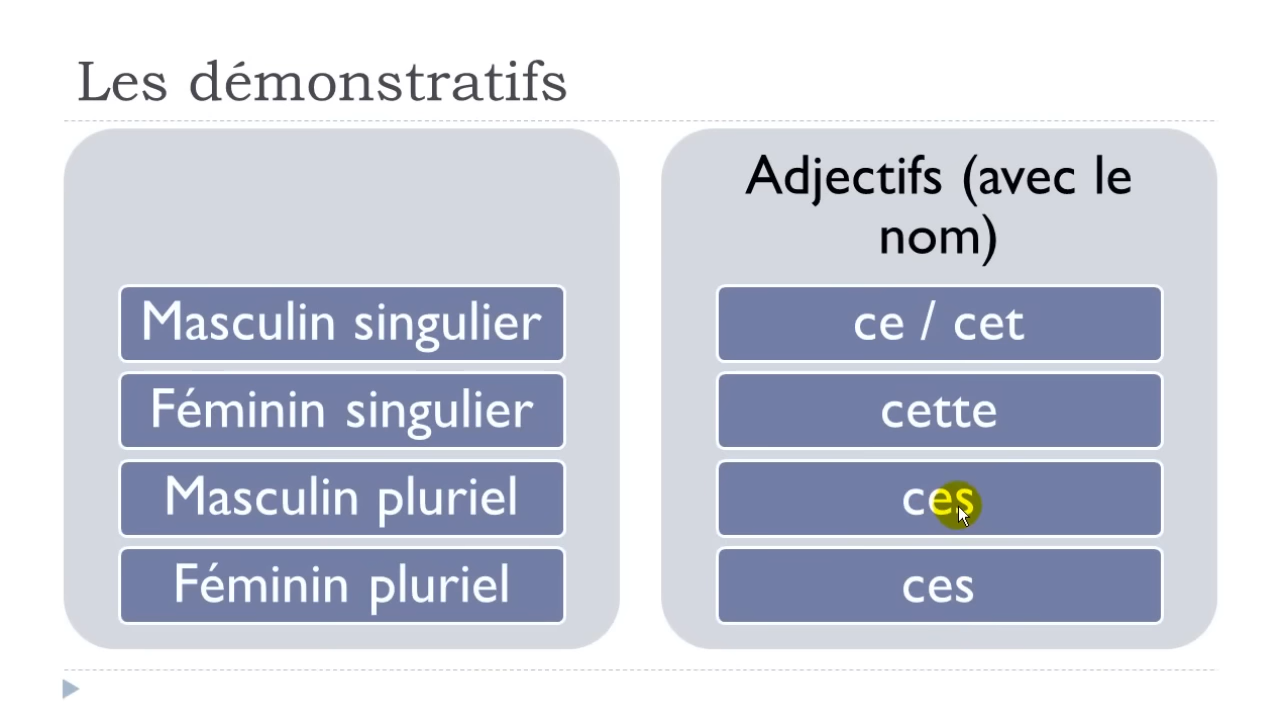 Les démonstratifs
Masculin singulier
Féminin singulier
Masculin pluriel
Féminin pluriel
Adjectifs (avec le
nom)
ce / cet
cette
ces
ces